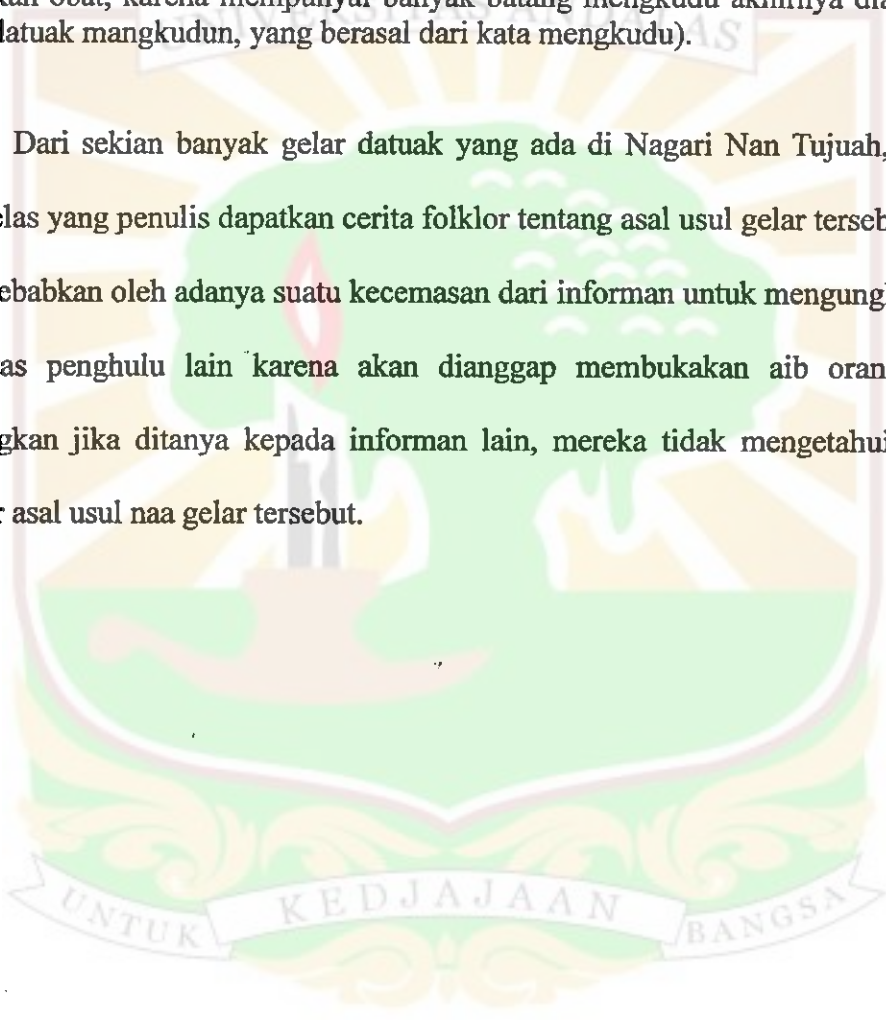 obat, karena mempunyai banyak batang mengkudu akhirnya
datuak mangkudun, yang berasal dari kata mengkudu).
UNIVERSITAS ANDALAS
Dari sekian banyak gelar datuak yang ada di Nagari Nan Tujuah,
elas yang penulis dapatkan cerita folklor tentang asal usul gelar terseb
ebabkan oleh adanya suatu kecemasan dari informan untuk mengung
as penghulu lain karena akan dianggap membukakan aib oran
gkan jika ditanya kepada informan lain, mereka tidak mengetahui
r asal usul naa gelar tersebut.
UNTUK KEDJAJAAN BANGSA